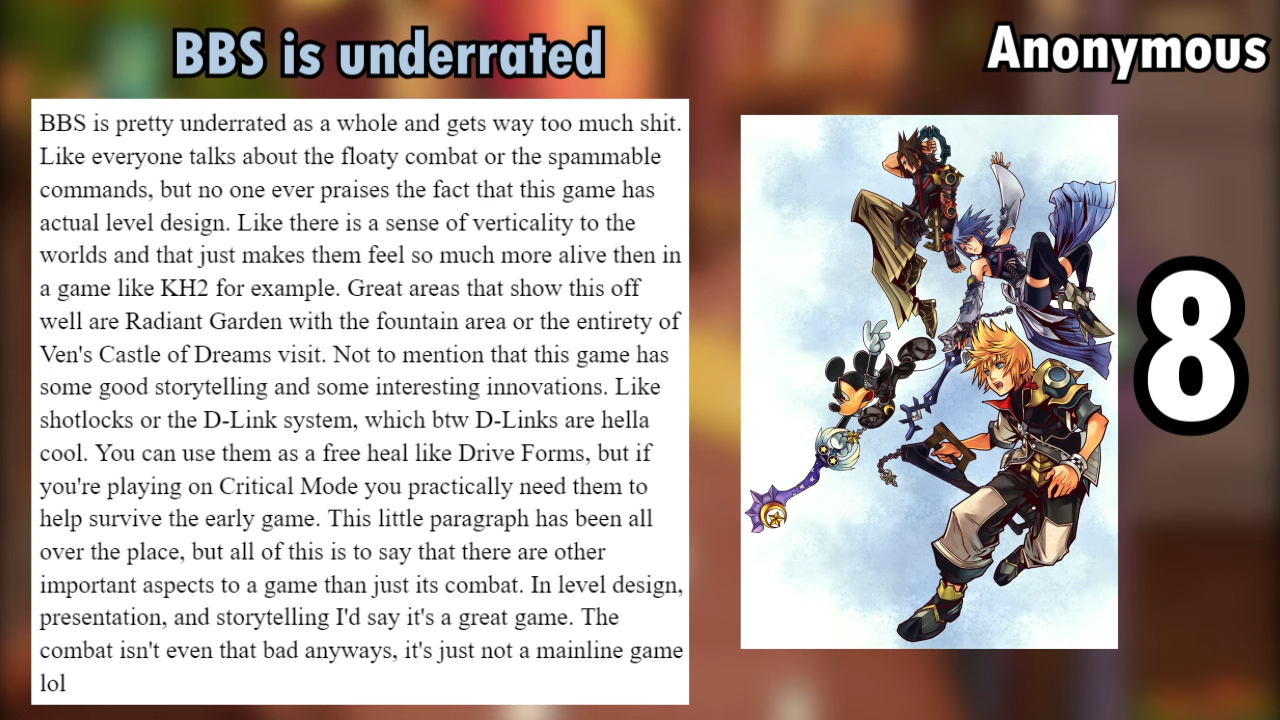 BBS is underrated
Anonymous
BBS is pretty underrated as a whole and gets way too much shit.
Like everyone talks about the floaty combat or the spammable
commands, but no one ever praises the fact that this game has
actual level design. Like there is a sense of verticality to the
worlds and that just makes them feel so much more alive then in
a game like KH2 for example. Great areas that show this off
well are Radiant Garden with the fountain area or the entirety of
Ven's Castle of Dreams visit. Not to mention that this game has
some good storytelling and some interesting innovations. Like
shotlocks or the D-Link system, which btw D-Links are hella
cool. You can use them as a free heal like Drive Forms, but if
you're playing on Critical Mode you practically need them to
help survive the early game. This little paragraph has been all
over the place, but all of this is to say that there are other
important aspects to a game than just its combat. In level design,
presentation, and storytelling I'd say it's a great game. The
combat isn't even that bad anyways, it's just not a mainline game
lol
8